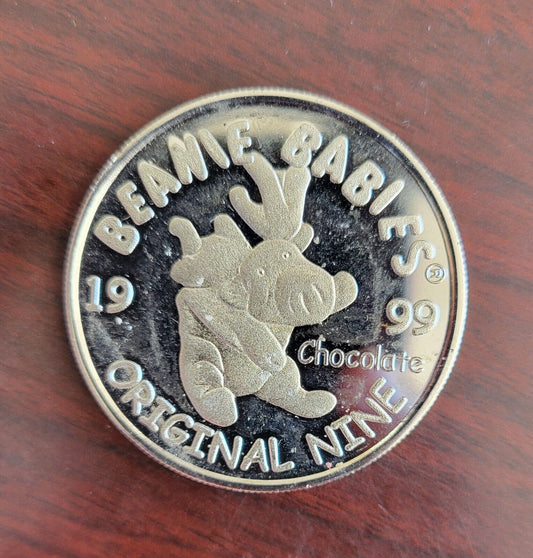 BEANIE BABIES®
19 99
Chocolate
ORIGINAL NINE